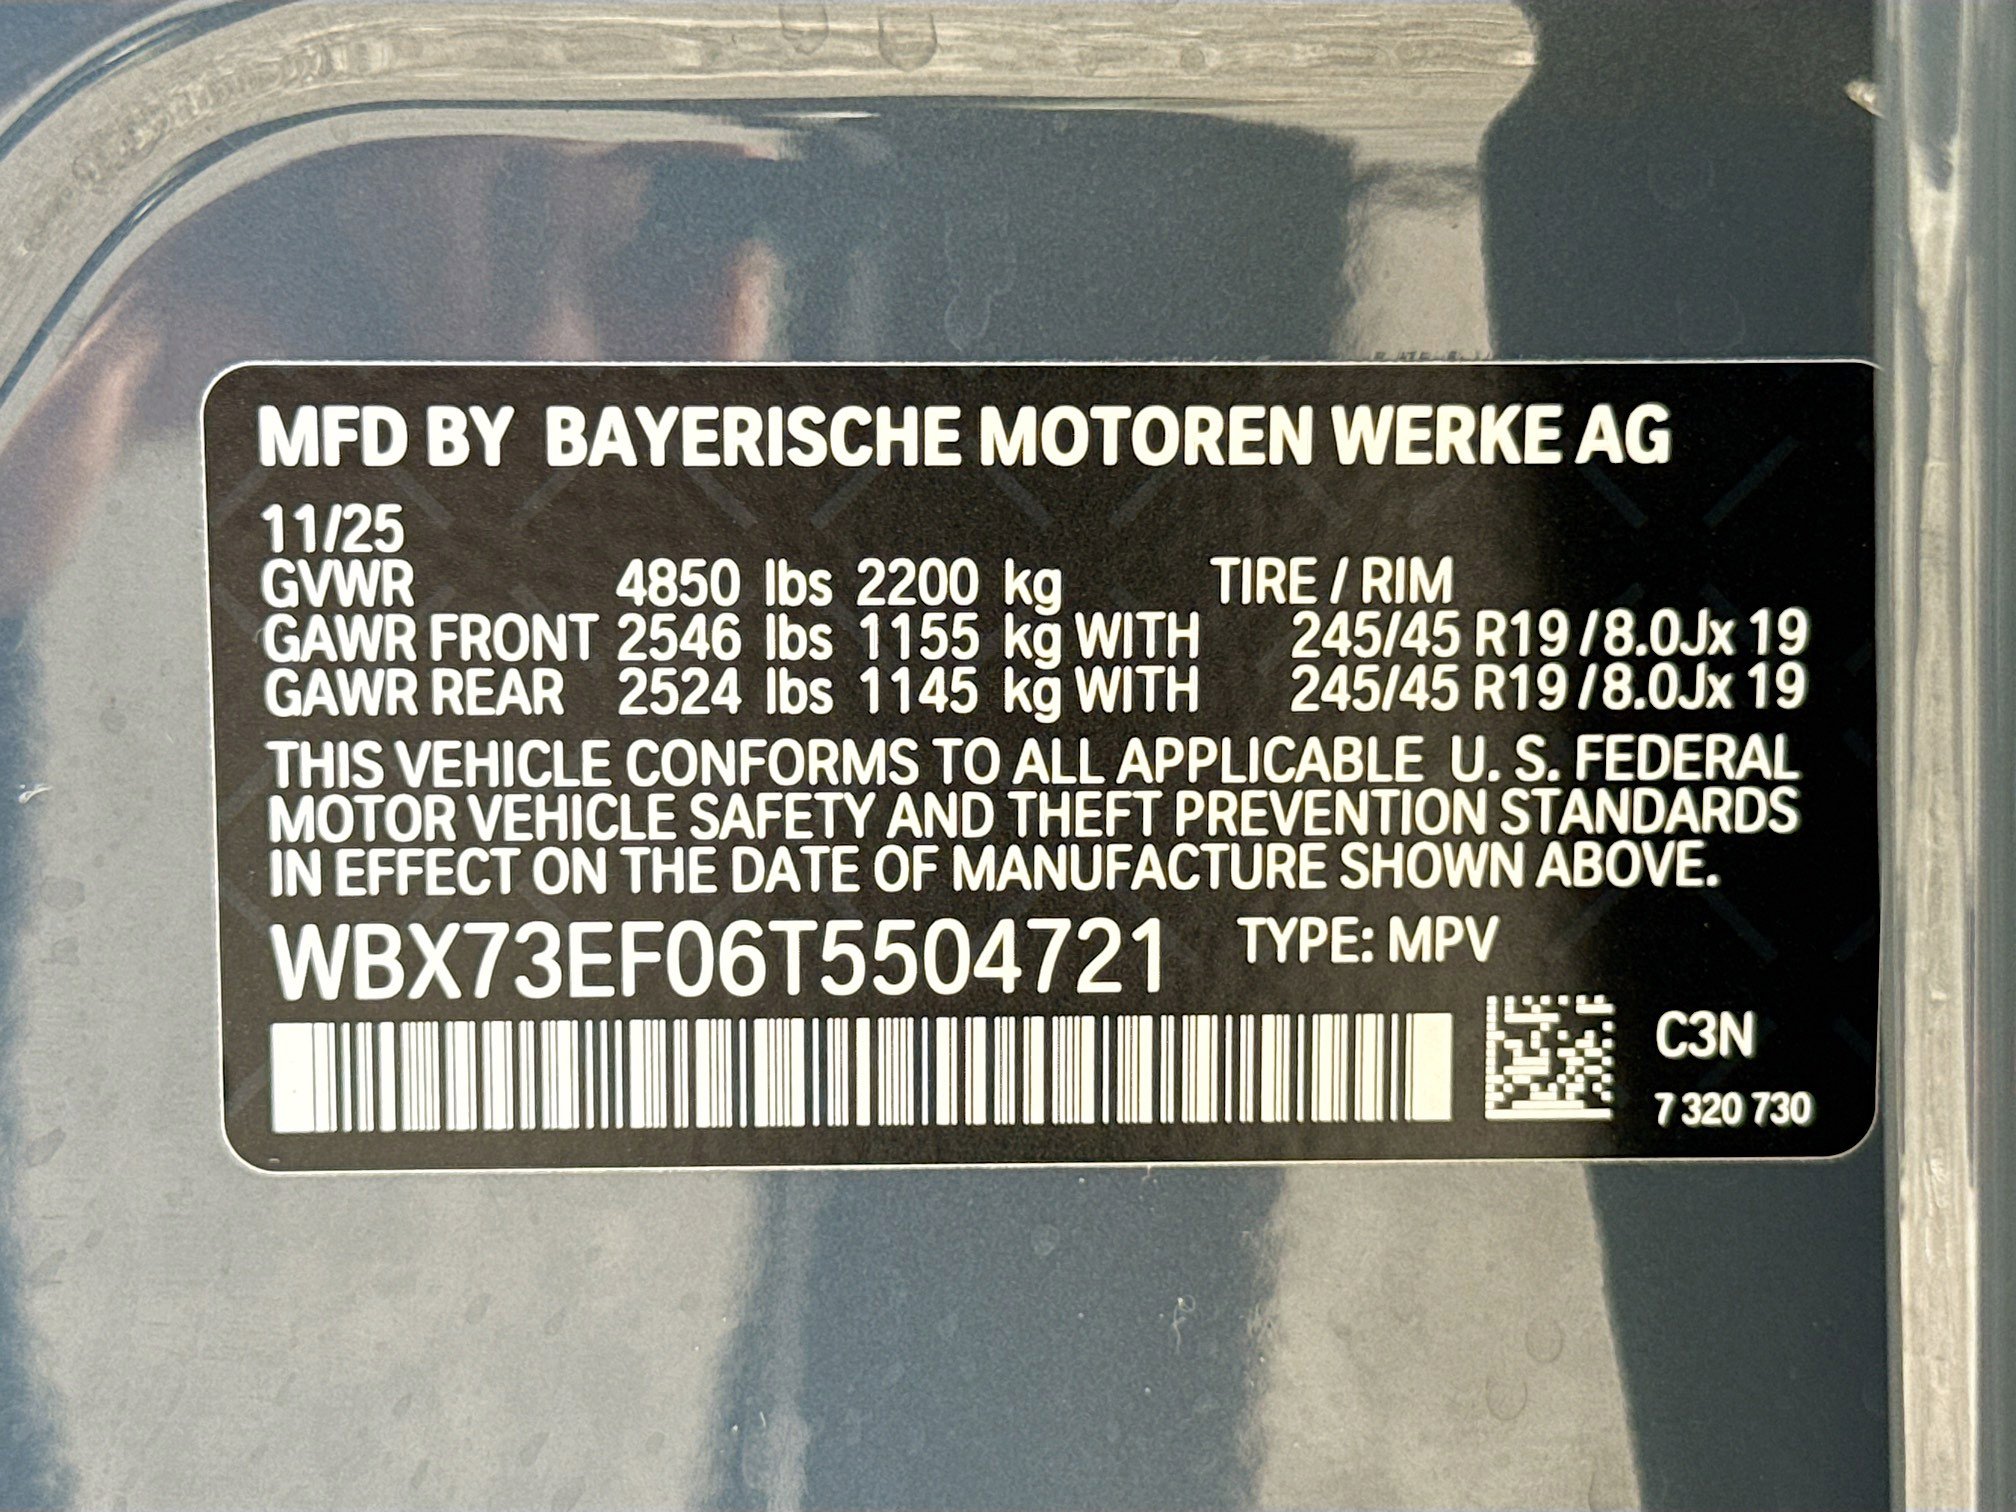 MFD BY BAYERISCHE MOTOREN WERKE AG
11/25
GVWR 4850 lbs 2200 kg TIRE / RIM
GAWR FRONT 2546 lbs 1155 kg WITH 245/45 R19 / 8.0Jx 19
GAWR REAR 2524 lbs 1145 kg WITH 245/45 R19 / 8.0Jx 19
THIS VEHICLE CONFORMS TO ALL APPLICABLE U. S. FEDERAL
MOTOR VEHICLE SAFETY AND THEFT PREVENTION STANDARDS
IN EFFECT ON THE DATE OF MANUFACTURE SHOWN ABOVE.
WBX73EF06T5504721 TYPE: MPV
C3N
7 320 730